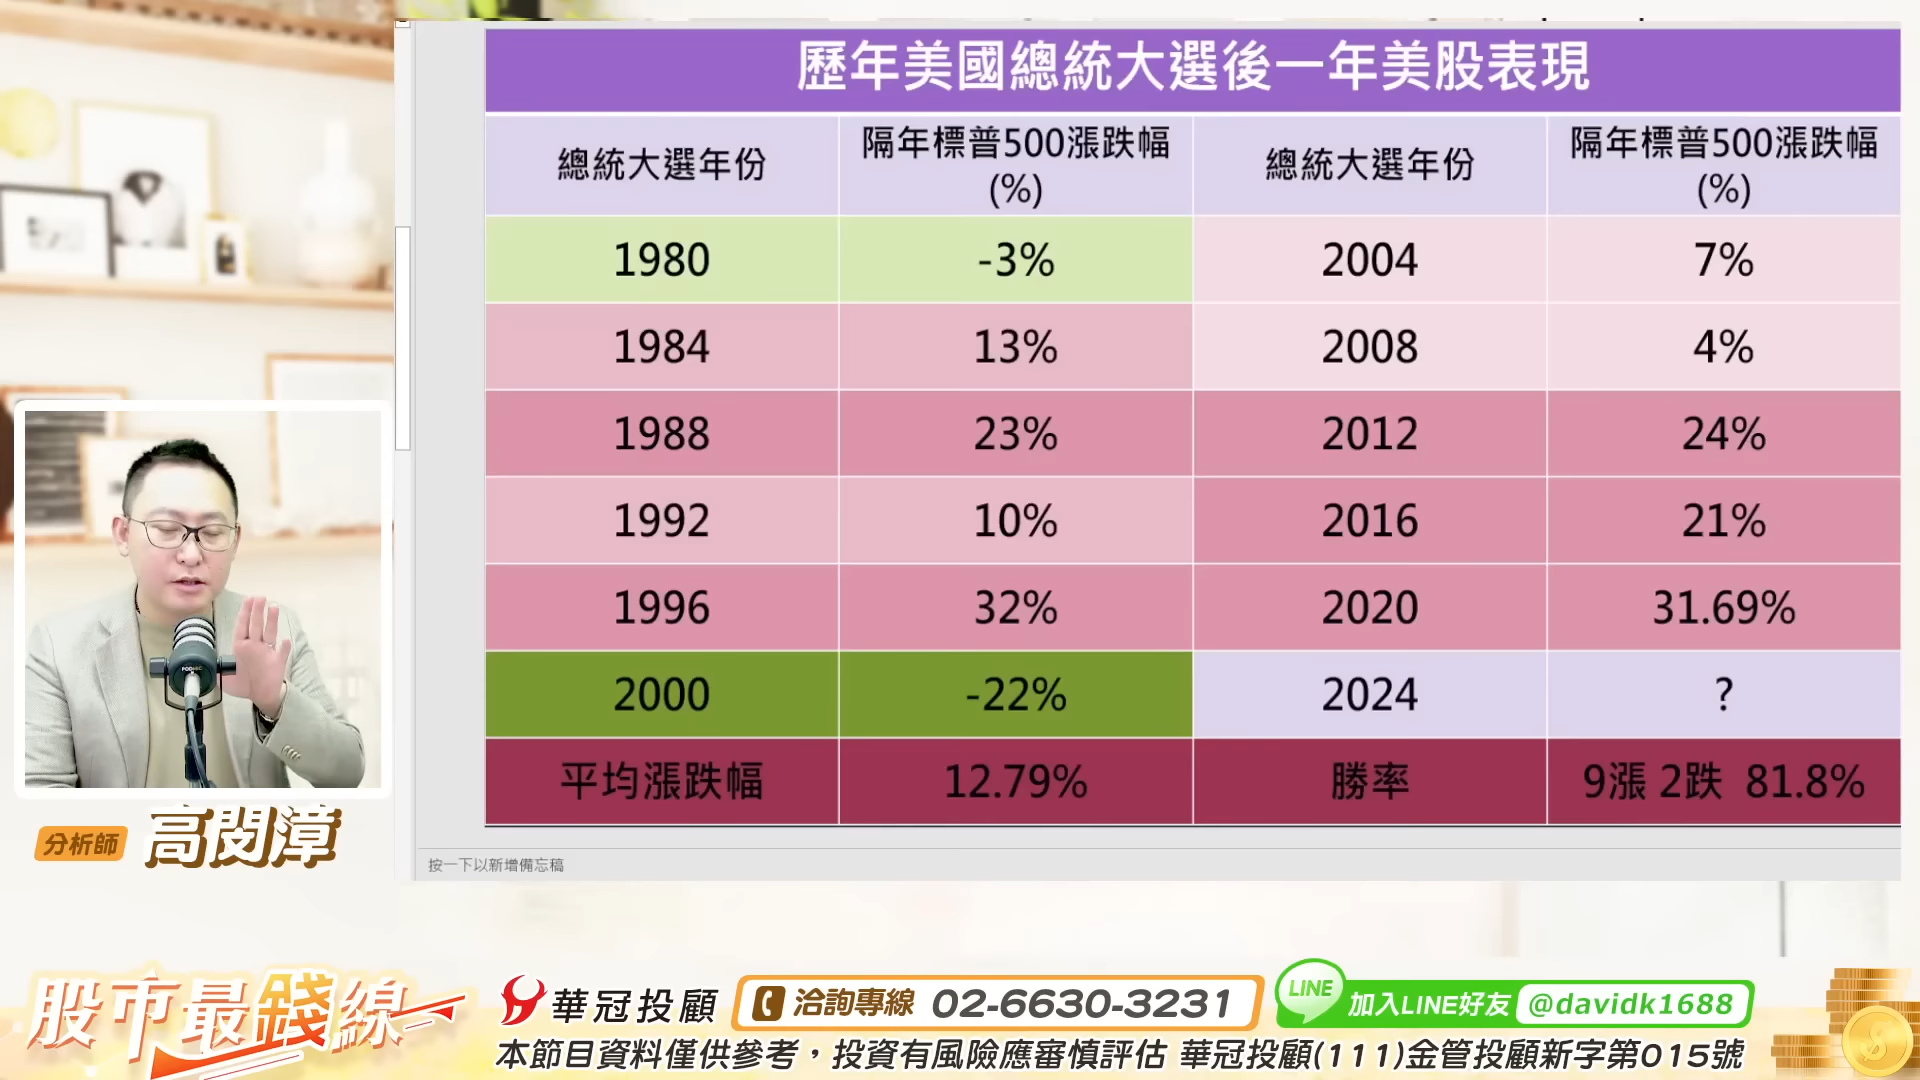 歷年美國總統大選後一年美股表現
總統大選年份 隔年標普500漲跌幅(%) 總統大選年份 隔年標普500漲跌幅(%)
1980 -3% 2004 7%
1984 13% 2008 4%
1988 23% 2012 24%
1992 10% 2016 21%
1996 32% 2020 31.69%
2000 -22% 2024 ?
平均漲跌幅 12.79% 勝率 9漲 2跌 81.8%
按一下以新增備忘稿
分析師 高閔漳
股市最錢線
華冠投顧 洽詢專線 02-6630-3231 LINE 加入LINE好友 @davidk1688
本節目資料僅供參考，投資有風險應審慎評估 華冠投顧(111)金管投顧新字第015號